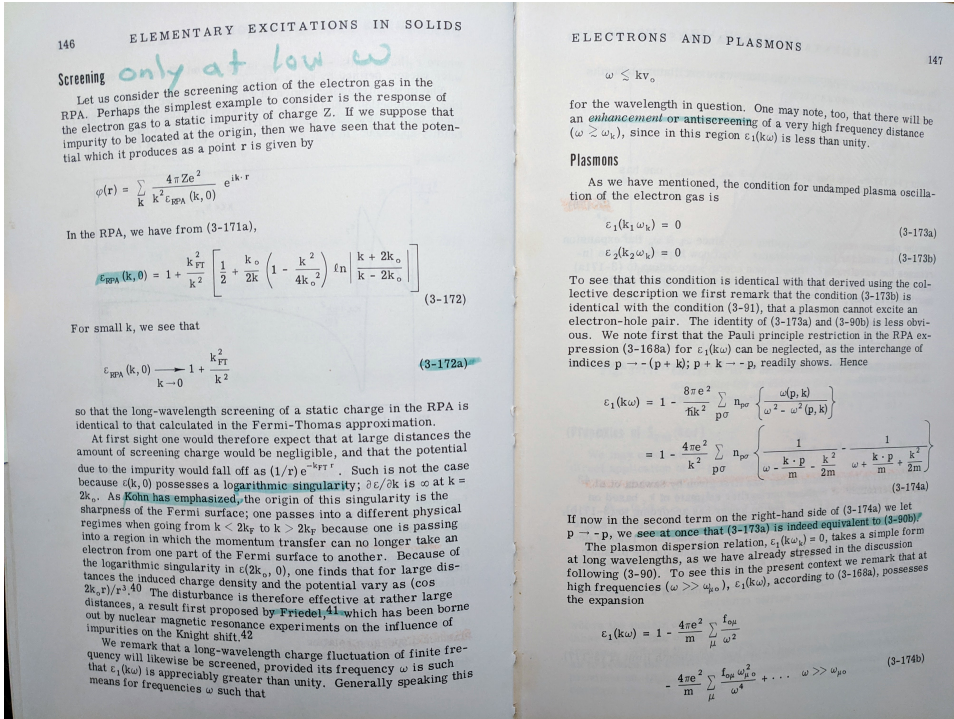 146
ELEMENTARY EXCITATIONS IN SOLIDS
Screening only at low ω
Let us consider the screening action of the electron gas in the
RPA. Perhaps the simplest example to consider is the response of
the electron gas to a static impurity of charge Z. If we suppose that
impurity to be located at the origin, then we have seen that the poten-
tial which it produces as a point r is given by
φ(r) = Σ_k 4πZe² / (k² ε_RPA (k, 0)) e^{ik·r}
In the RPA, we have from (3-171a),
ε_RPA (k, 0) = 1 + k_FT² / k² [ 1/2 + k₀/2k ( 1 - k²/4k₀² ) ℓn | (k + 2k₀) / (k - 2k₀) | ]
(3-172)
For small k, we see that
ε_RPA (k, 0) → (k→0) 1 + k_FT² / k² (3-172a)
so that the long-wavelength screening of a static charge in the RPA is
identical to that calculated in the Fermi-Thomas approximation.
At first sight one would therefore expect that at large distances the
amount of screening charge would be negligible, and that the potential
due to the impurity would fall off as (1/r) e^{-k_FT r}. Such is not the case
because ε(k, 0) possesses a logarithmic singularity; ∂ε/∂k is ∞ at k =
2k₀. As Kohn has emphasized, the origin of this singularity is the
sharpness of the Fermi surface; one passes into a different physical
regimes when going from k < 2k_F to k > 2k_F because one is passing
into a region in which the momentum transfer can no longer take an
electron from one part of the Fermi surface to another. Because of
the logarithmic singularity in ε(2k₀, 0), one finds that for large dis-
tances the induced charge density and the potential vary as (cos
2k₀r)/r³.⁴⁰ The disturbance is therefore effective at rather large
distances, a result first proposed by Friedel,⁴¹ which has been borne
out by nuclear magnetic resonance experiments on the influence of
impurities on the Knight shift.⁴²
We remark that a long-wavelength charge fluctuation of finite fre-
quency will likewise be screened, provided its frequency ω is such
that ε₁(kω) is appreciably greater than unity. Generally speaking this
means for frequencies ω such that
ELECTRONS AND PLASMONS
147
ω ≲ kv₀
for the wavelength in question. One may note, too, that there will be
an enhancement or antiscreening of a very high frequency distance
(ω ≳ ω_k), since in this region ε₁(kω) is less than unity.
Plasmons
As we have mentioned, the condition for undamped plasma oscilla-
tion of the electron gas is
ε₁(k₁ω_k) = 0 (3-173a)
ε₂(k₂ω_k) = 0 (3-173b)
To see that this condition is identical with that derived using the col-
lective description we first remark that the condition (3-173b) is
identical with the condition (3-91), that a plasmon cannot excite an
electron-hole pair. The identity of (3-173a) and (3-90b) is less obvi-
ous. We note first that the Pauli principle restriction in the RPA ex-
pression (3-168a) for ε₁(kω) can be neglected, as the interchange of
indices p → -(p + k); p + k → -p, readily shows. Hence
ε₁(kω) = 1 - 8πe² / ħk² Σ_pσ n_pσ { ω(p, k) / (ω² - ω²(p, k)) }
= 1 - 4πe² / k² Σ_pσ n_pσ { 1 / (ω - k·p/m - k²/2m) - 1 / (ω + k·p/m + k²/2m) }
(3-174a)
If now in the second term on the right-hand side of (3-174a) we let
p → -p, we see at once that (3-173a) is indeed equivalent to (3-90b).
The plasmon dispersion relation, ε₁(kω_k) = 0, takes a simple form
at long wavelengths, as we have already stressed in the discussion
following (3-90). To see this in the present context we remark that at
high frequencies (ω >> ω_μo), ε₁(kω), according to (3-168a), possesses
the expansion
ε₁(kω) = 1 - 4πe² / m Σ_μ f_oμ / ω²
- 4πe² / m Σ_μ f_oμ ω_μo² / ω⁴ + . . . ω >> ω_μo (3-174b)